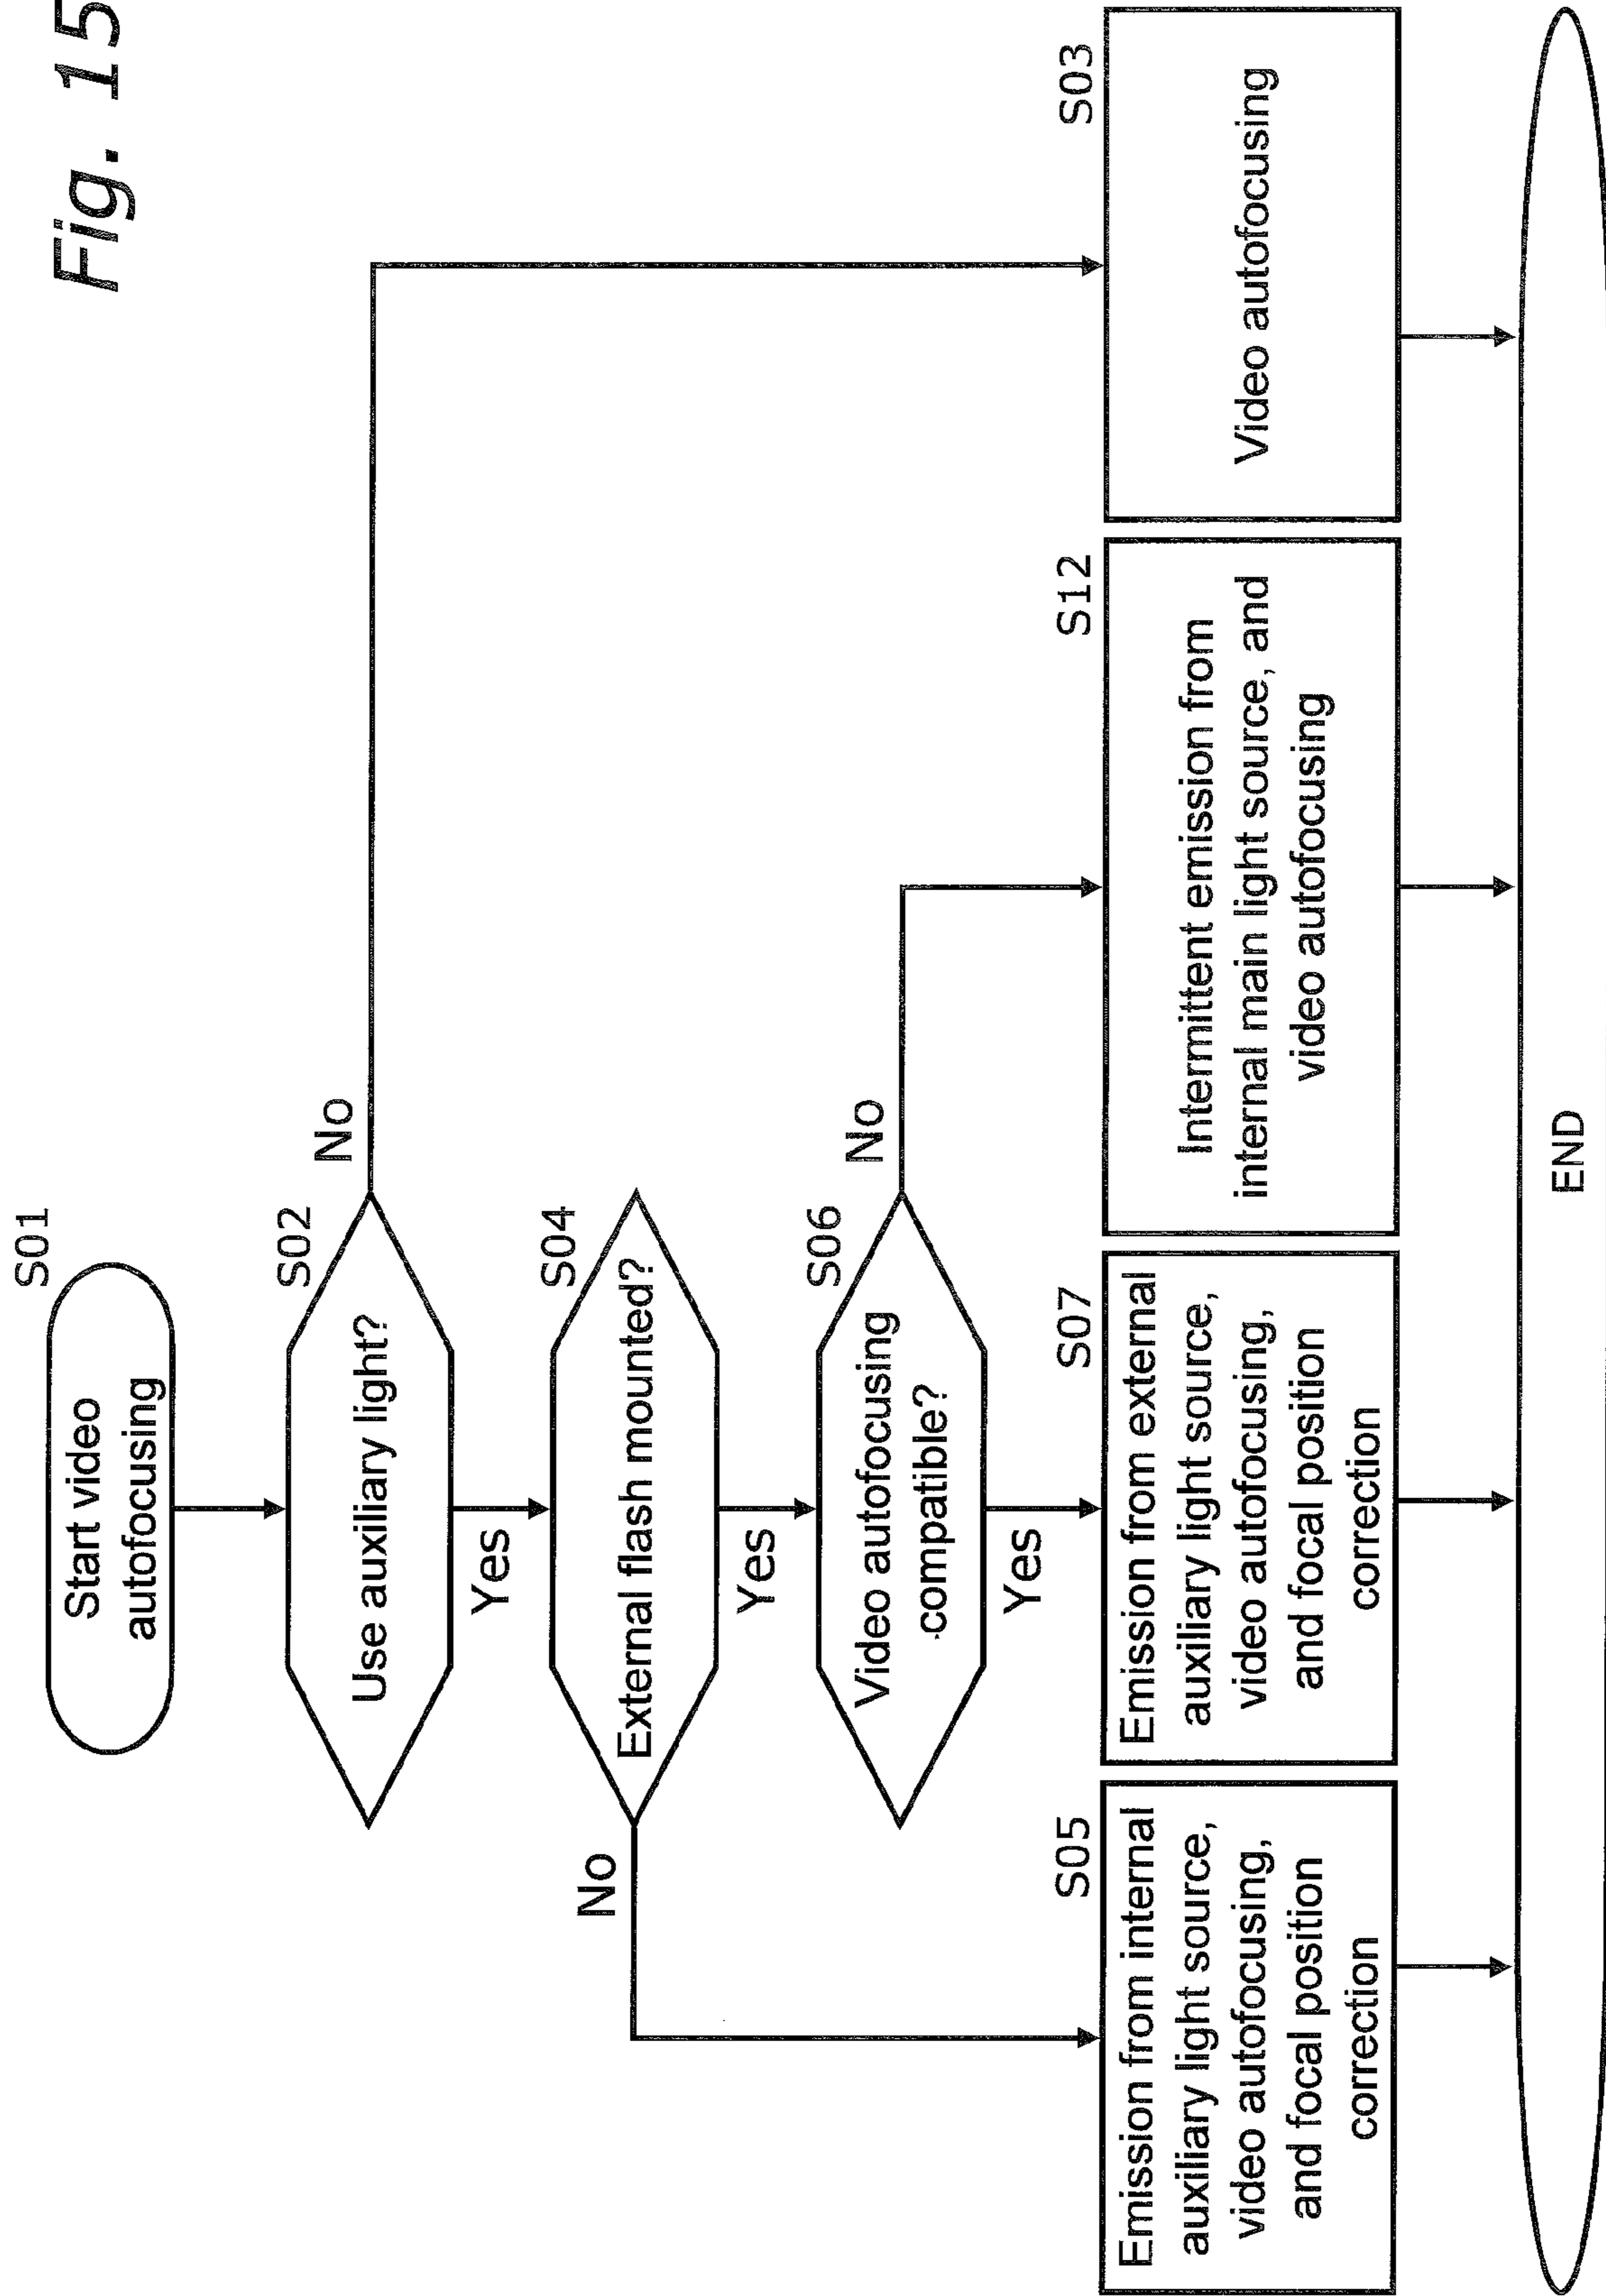 Fig. 15
S01
Start video
autofocusing
S02
Use auxiliary light?
No
Yes
S04
External flash mounted?
No
Yes
S06
Video autofocusing
compatible?
No
Yes
S05
Emission from internal
auxiliary light source,
video autofocusing,
and focal position
correction
S07
Emission from external
auxiliary light source,
video autofocusing,
and focal position
correction
S12
Intermittent emission from
internal main light source, and
video autofocusing
S03
Video autofocusing
END